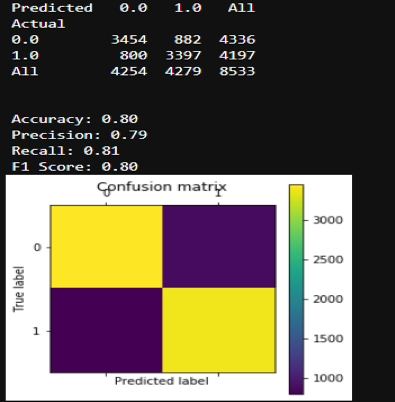 Predicted 0.0 1.0 All
Actual
0.0 3454 882 4336
1.0 800 3397 4197
All 4254 4279 8533
Accuracy: 0.80
Precision: 0.79
Recall: 0.81
F1 Score: 0.80
Confusion matrix
0 1
0
1
True label
Predicted label
3000
2500
2000
1500
1000